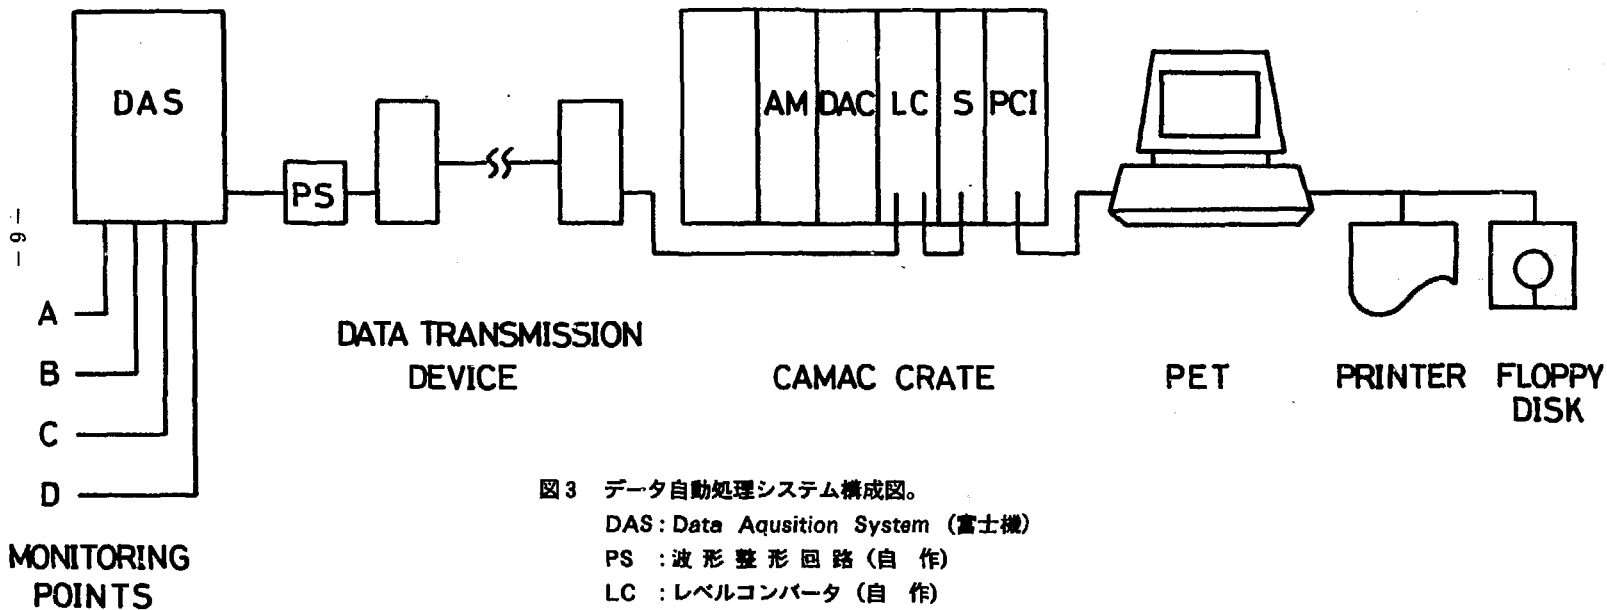 DAS
AM DAC LC S PCI
PS
- 9 -
A
B
C
D
MONITORING
POINTS
DATA TRANSMISSION
DEVICE
CAMAC CRATE
PET
PRINTER
FLOPPY
DISK
図3 データ自動処理システム構成図。
DAS : Data Aqusition System (富士機)
PS : 波形整形回路 (自 作)
LC : レベルコンバータ (自 作)